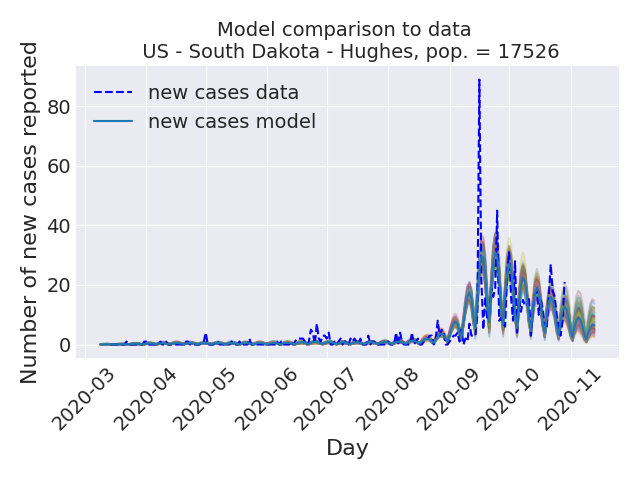 Model comparison to data
US - South Dakota - Hughes, pop. = 17526
Number of new cases reported
new cases data
new cases model
80
60
40
20
0
2020-03
2020-04
2020-05
2020-06
2020-07
2020-08
2020-09
2020-10
2020-11
Day